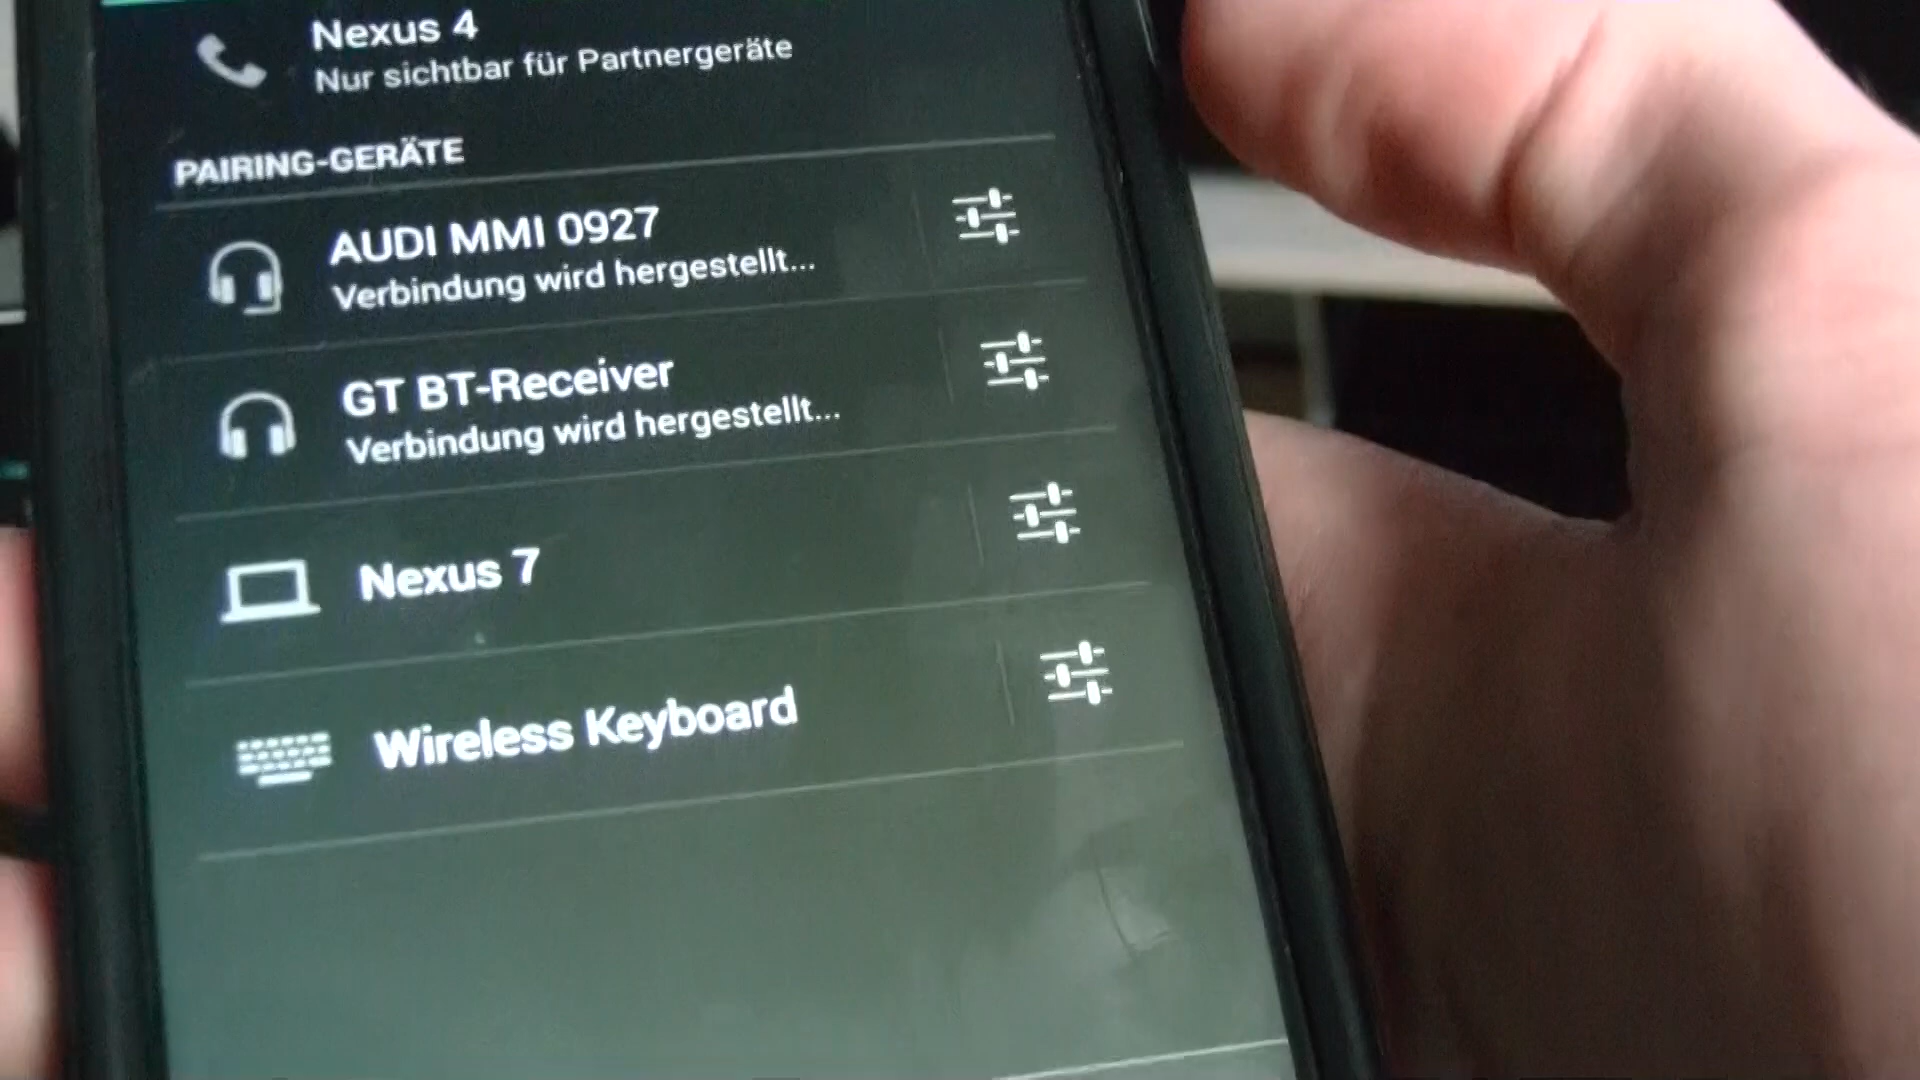 Nexus 4
Nur sichtbar für Partnergeräte
PAIRING-GERÄTE
AUDI MMI 0927
Verbindung wird hergestellt...
GT BT-Receiver
Verbindung wird hergestellt...
Nexus 7
Wireless Keyboard